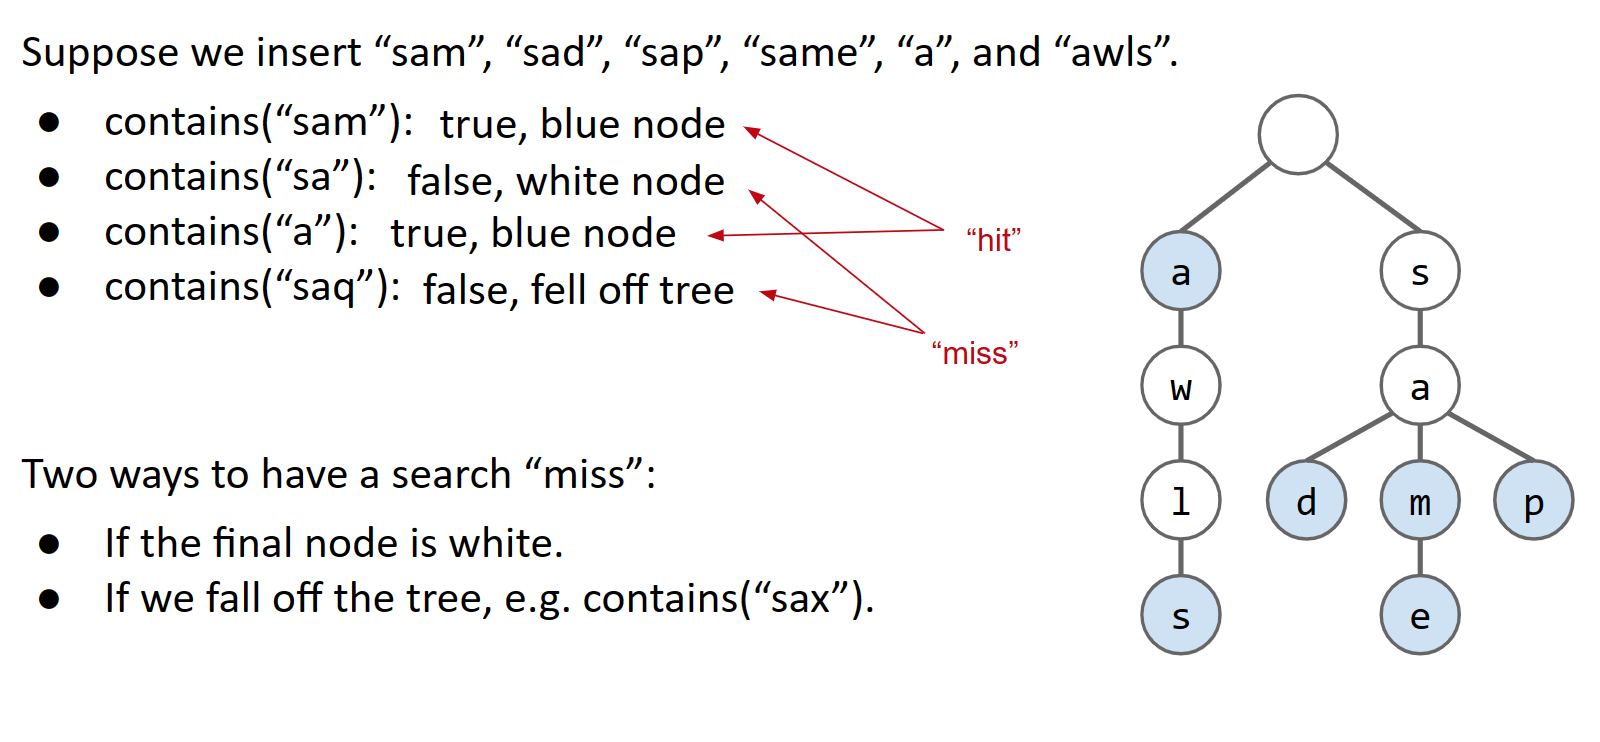 Suppose we insert “sam”, “sad”, “sap”, “same”, “a”, and “awls”.
● contains(“sam”): true, blue node
● contains(“sa”): false, white node
● contains(“a”): true, blue node
● contains(“saq”): false, fell off tree
“hit”
“miss”
Two ways to have a search “miss”:
● If the final node is white.
● If we fall off the tree, e.g. contains(“sax”).
a s
w a
l d m p
s e